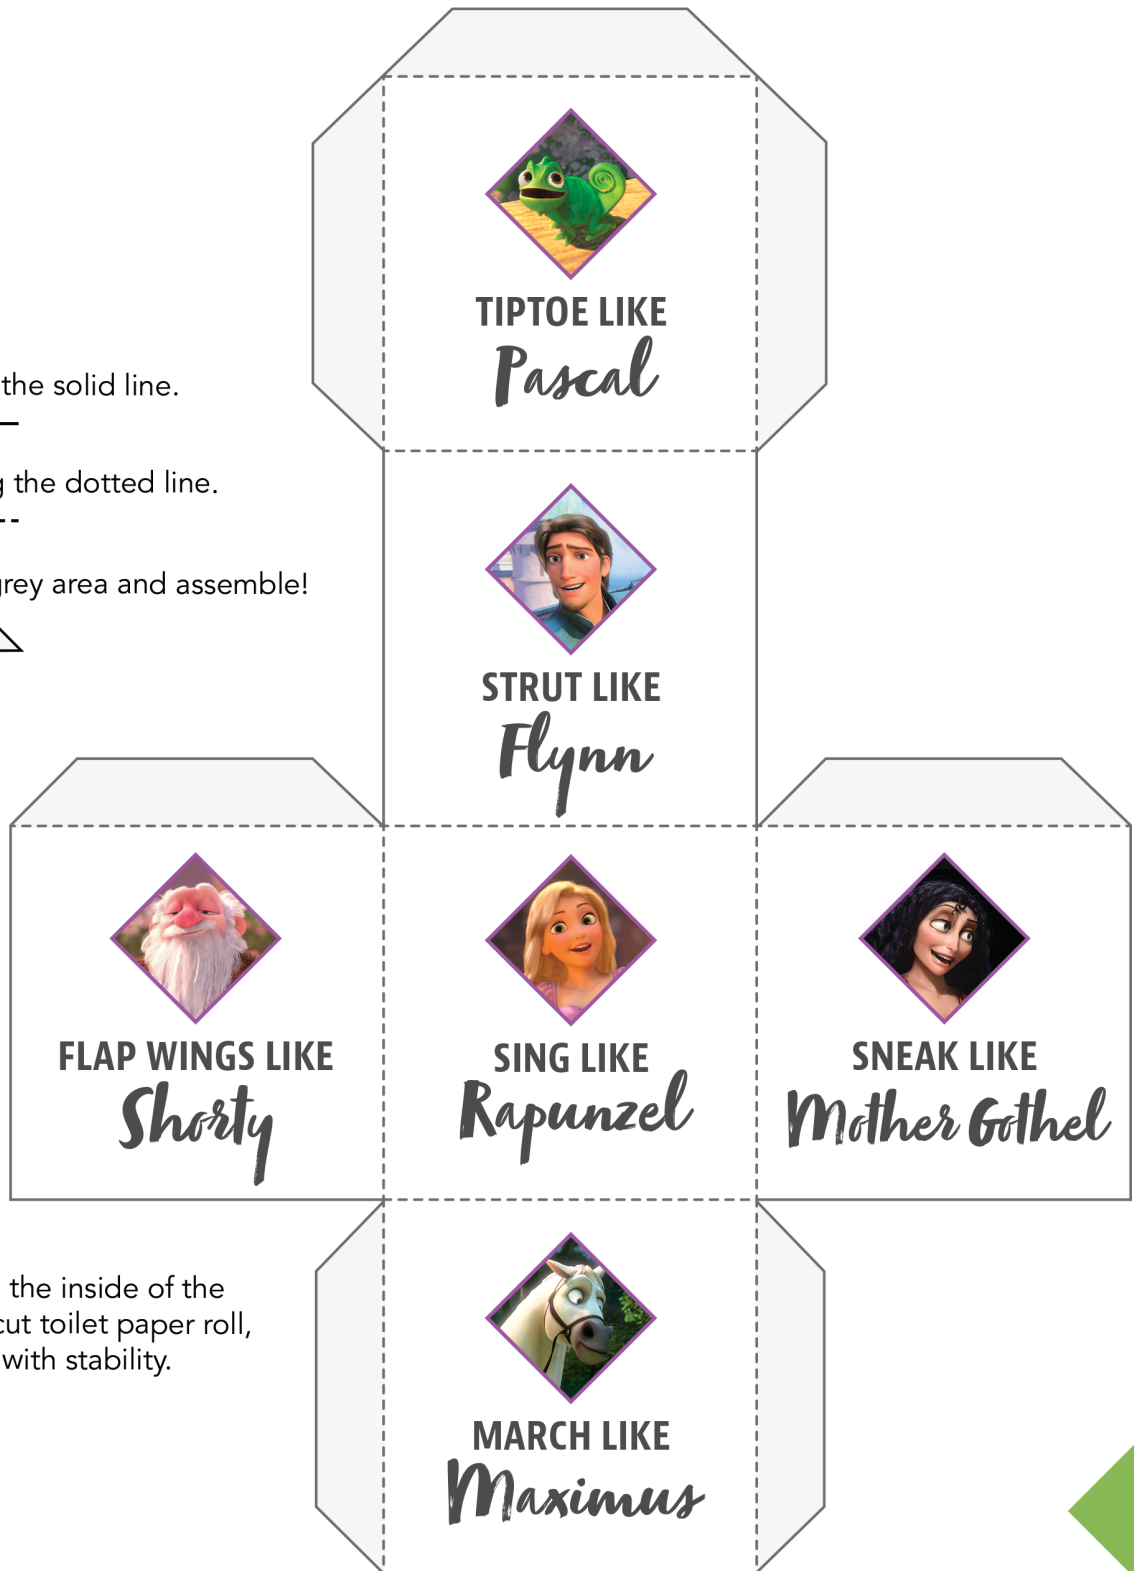 TIPTOE LIKE
Pascal
the solid line.
the dotted line.
grey area and assemble!
STRUT LIKE
Flynn
FLAP WINGS LIKE
Shorty
SING LIKE
Rapunzel
SNEAK LIKE
Mother Gothel
the inside of the
cut toilet paper roll,
with stability.
MARCH LIKE
Maximus